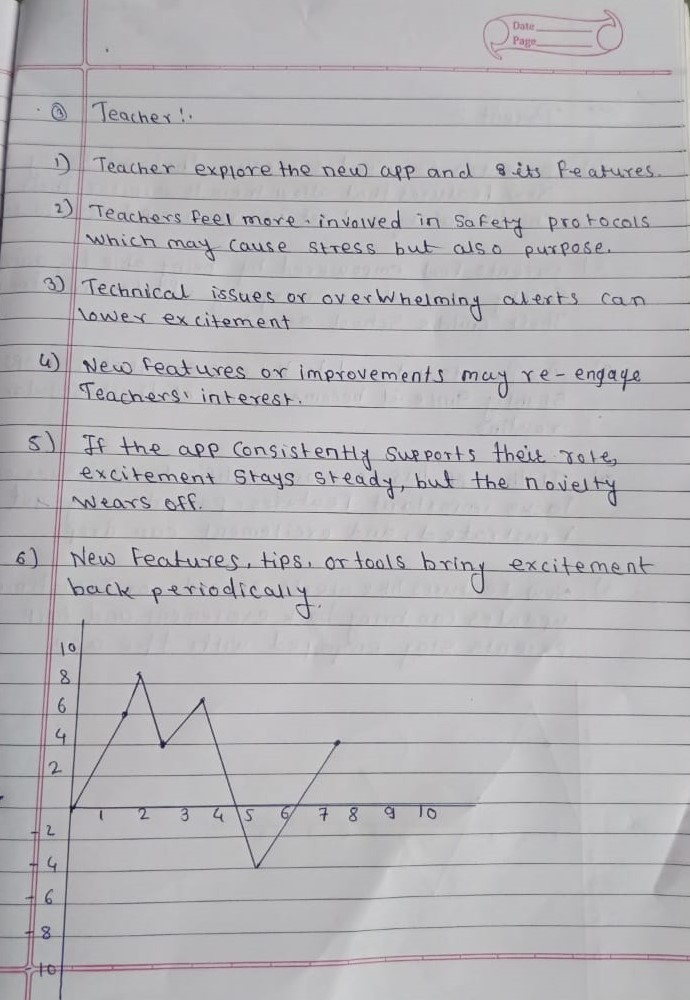 Date
Page
③ Teacher!.
1) Teacher explore the new app and its features.
2) Teachers feel more involved in safety protocols
which may cause stress but also purpose.
3) Technical issues or overwhelming alerts can
lower excitement
4) New features or improvements may re-engage
Teachers' interest.
5) If the app consistently supports their role,
excitement stays steady, but the novelty
wears off.
6) New features, tips, or tools bring excitement
back periodically.
10
8
6
4
2
1 2 3 4 5 6 7 8 9 10
-2
-4
-6
-8
-10